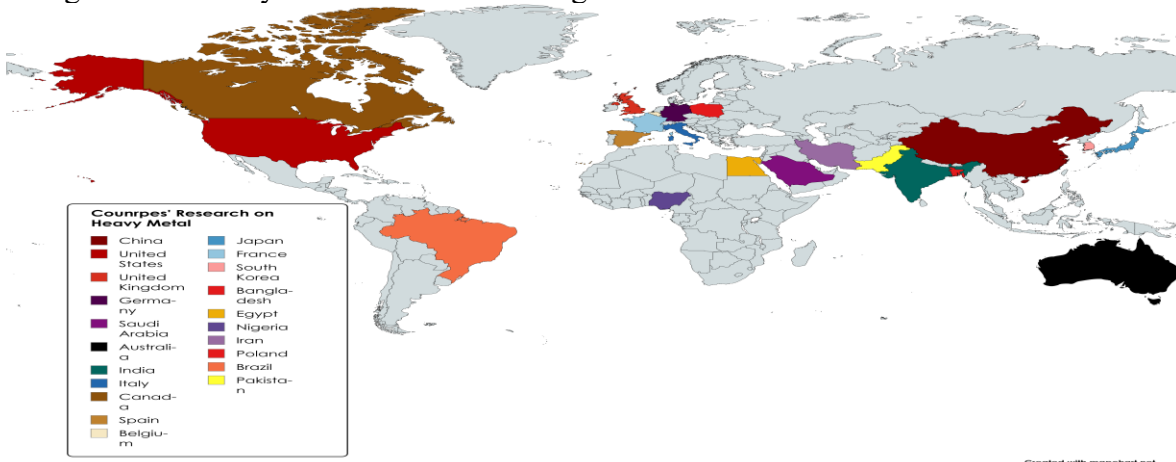 Counrpes' Research on
Heavy Metal
China
United
States
United
Kingdom
Germa-
ny
Saudi
Arabia
Australi-
a
India
Italy
Canad-
a
Spain
Belgiu-
m
Japan
France
South
Korea
Bangla-
desh
Egypt
Nigeria
Iran
Poland
Brazil
Pakista-
n